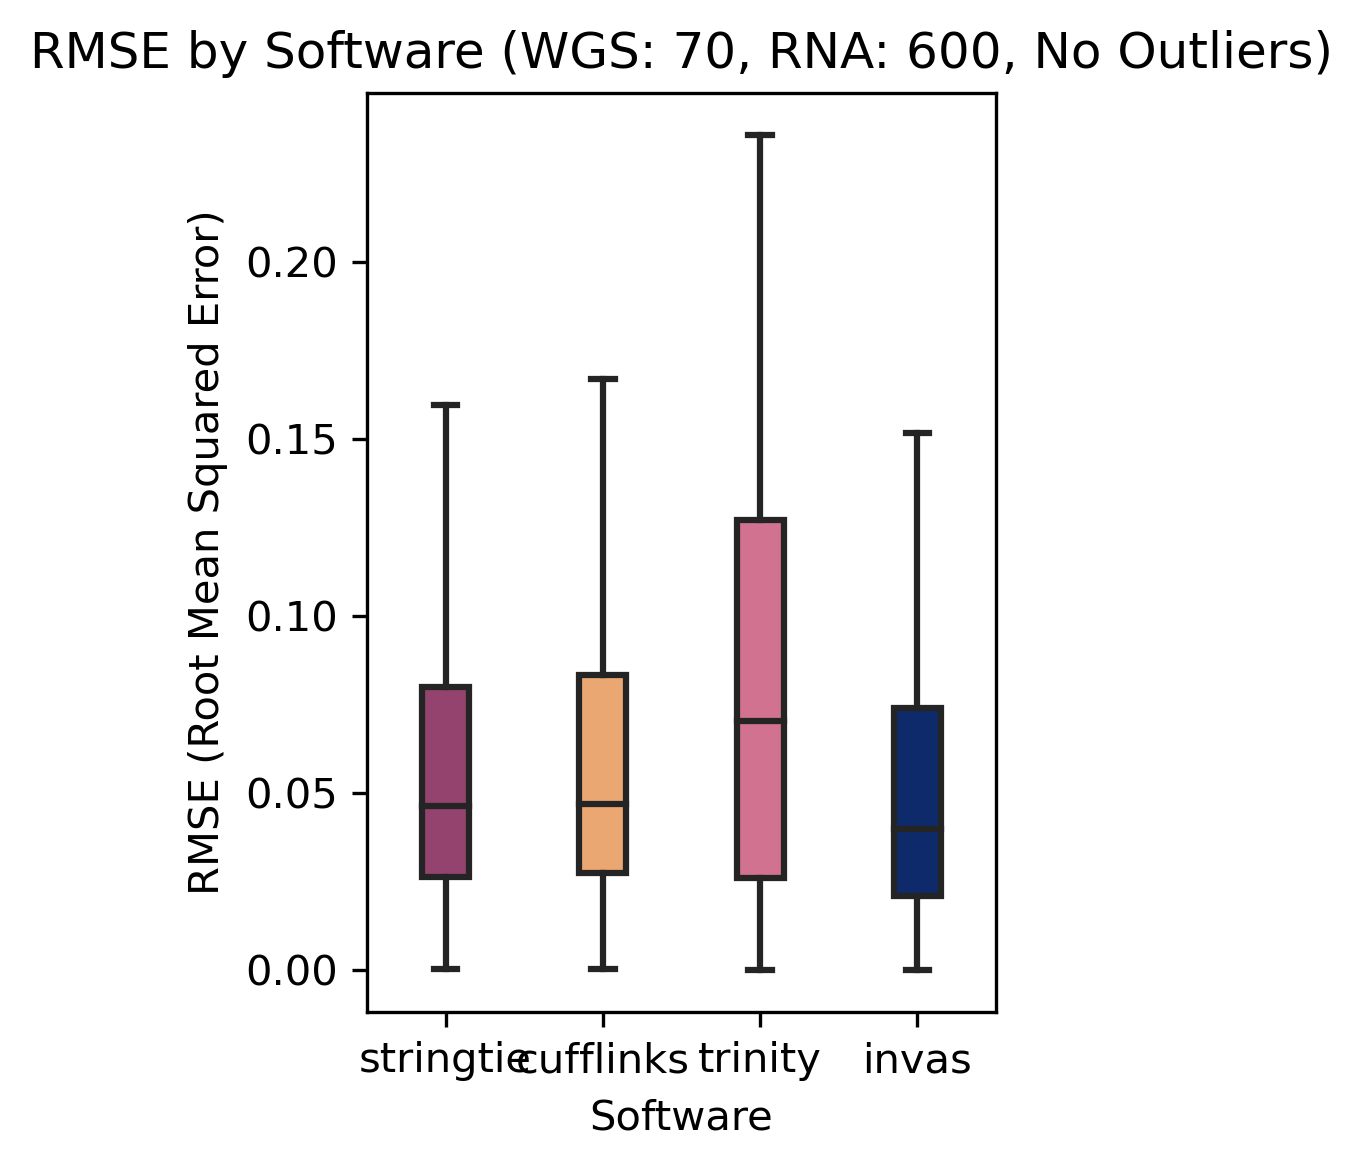 RMSE by Software (WGS: 70, RNA: 600, No Outliers)
RMSE (Root Mean Squared Error)
0.20
0.15
0.10
0.05
0.00
stringtie cufflinks trinity invas
Software